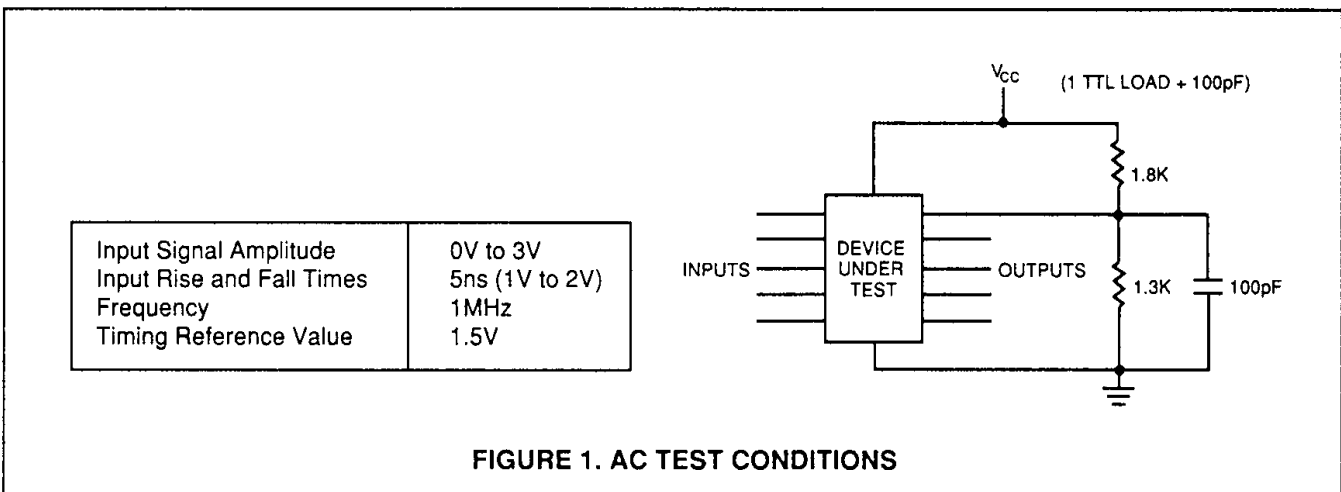 V_CC (1 TTL LOAD + 100pF)
1.8K
Input Signal Amplitude 0V to 3V
Input Rise and Fall Times 5ns (1V to 2V)
Frequency 1MHz
Timing Reference Value 1.5V
INPUTS
DEVICE
UNDER
TEST
OUTPUTS
1.3K
100pF
FIGURE 1. AC TEST CONDITIONS